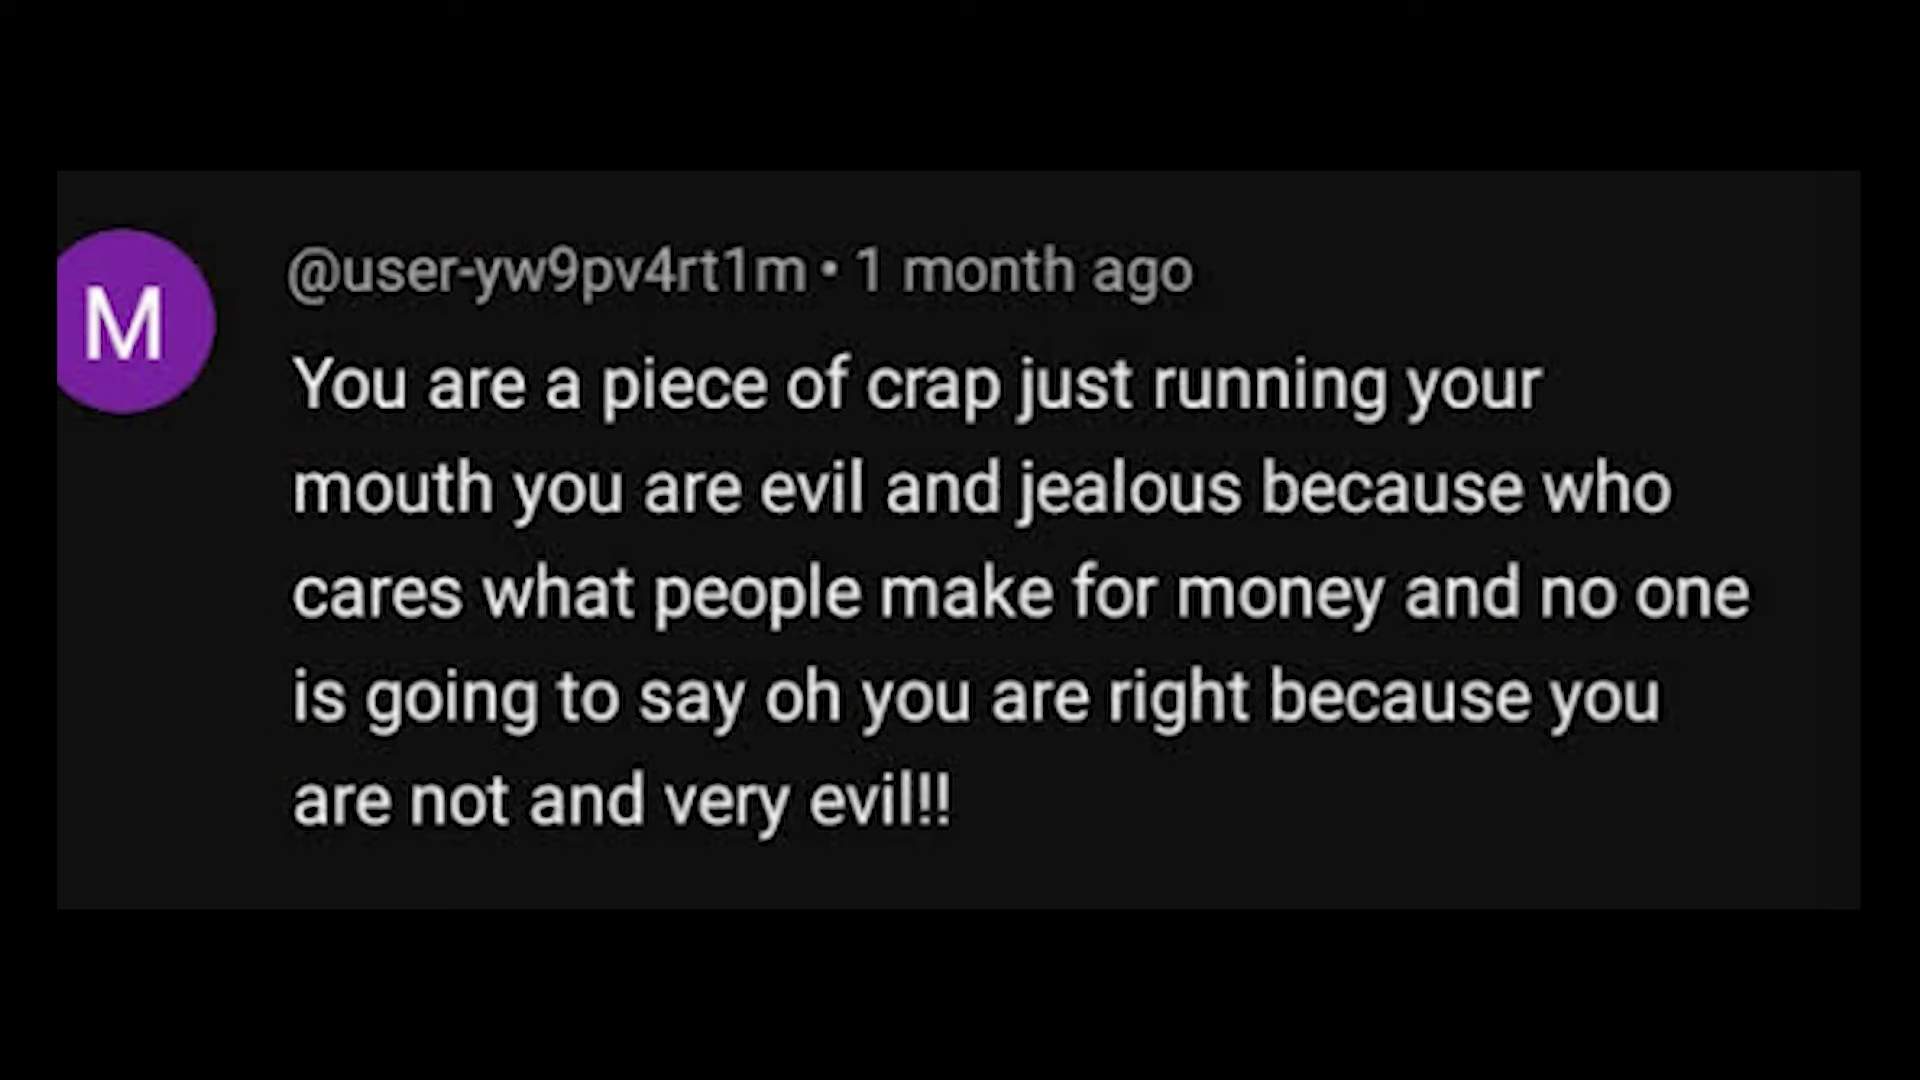 M
@user-yw9pv4rt1m • 1 month ago
You are a piece of crap just running your
mouth you are evil and jealous because who
cares what people make for money and no one
is going to say oh you are right because you
are not and very evil!!